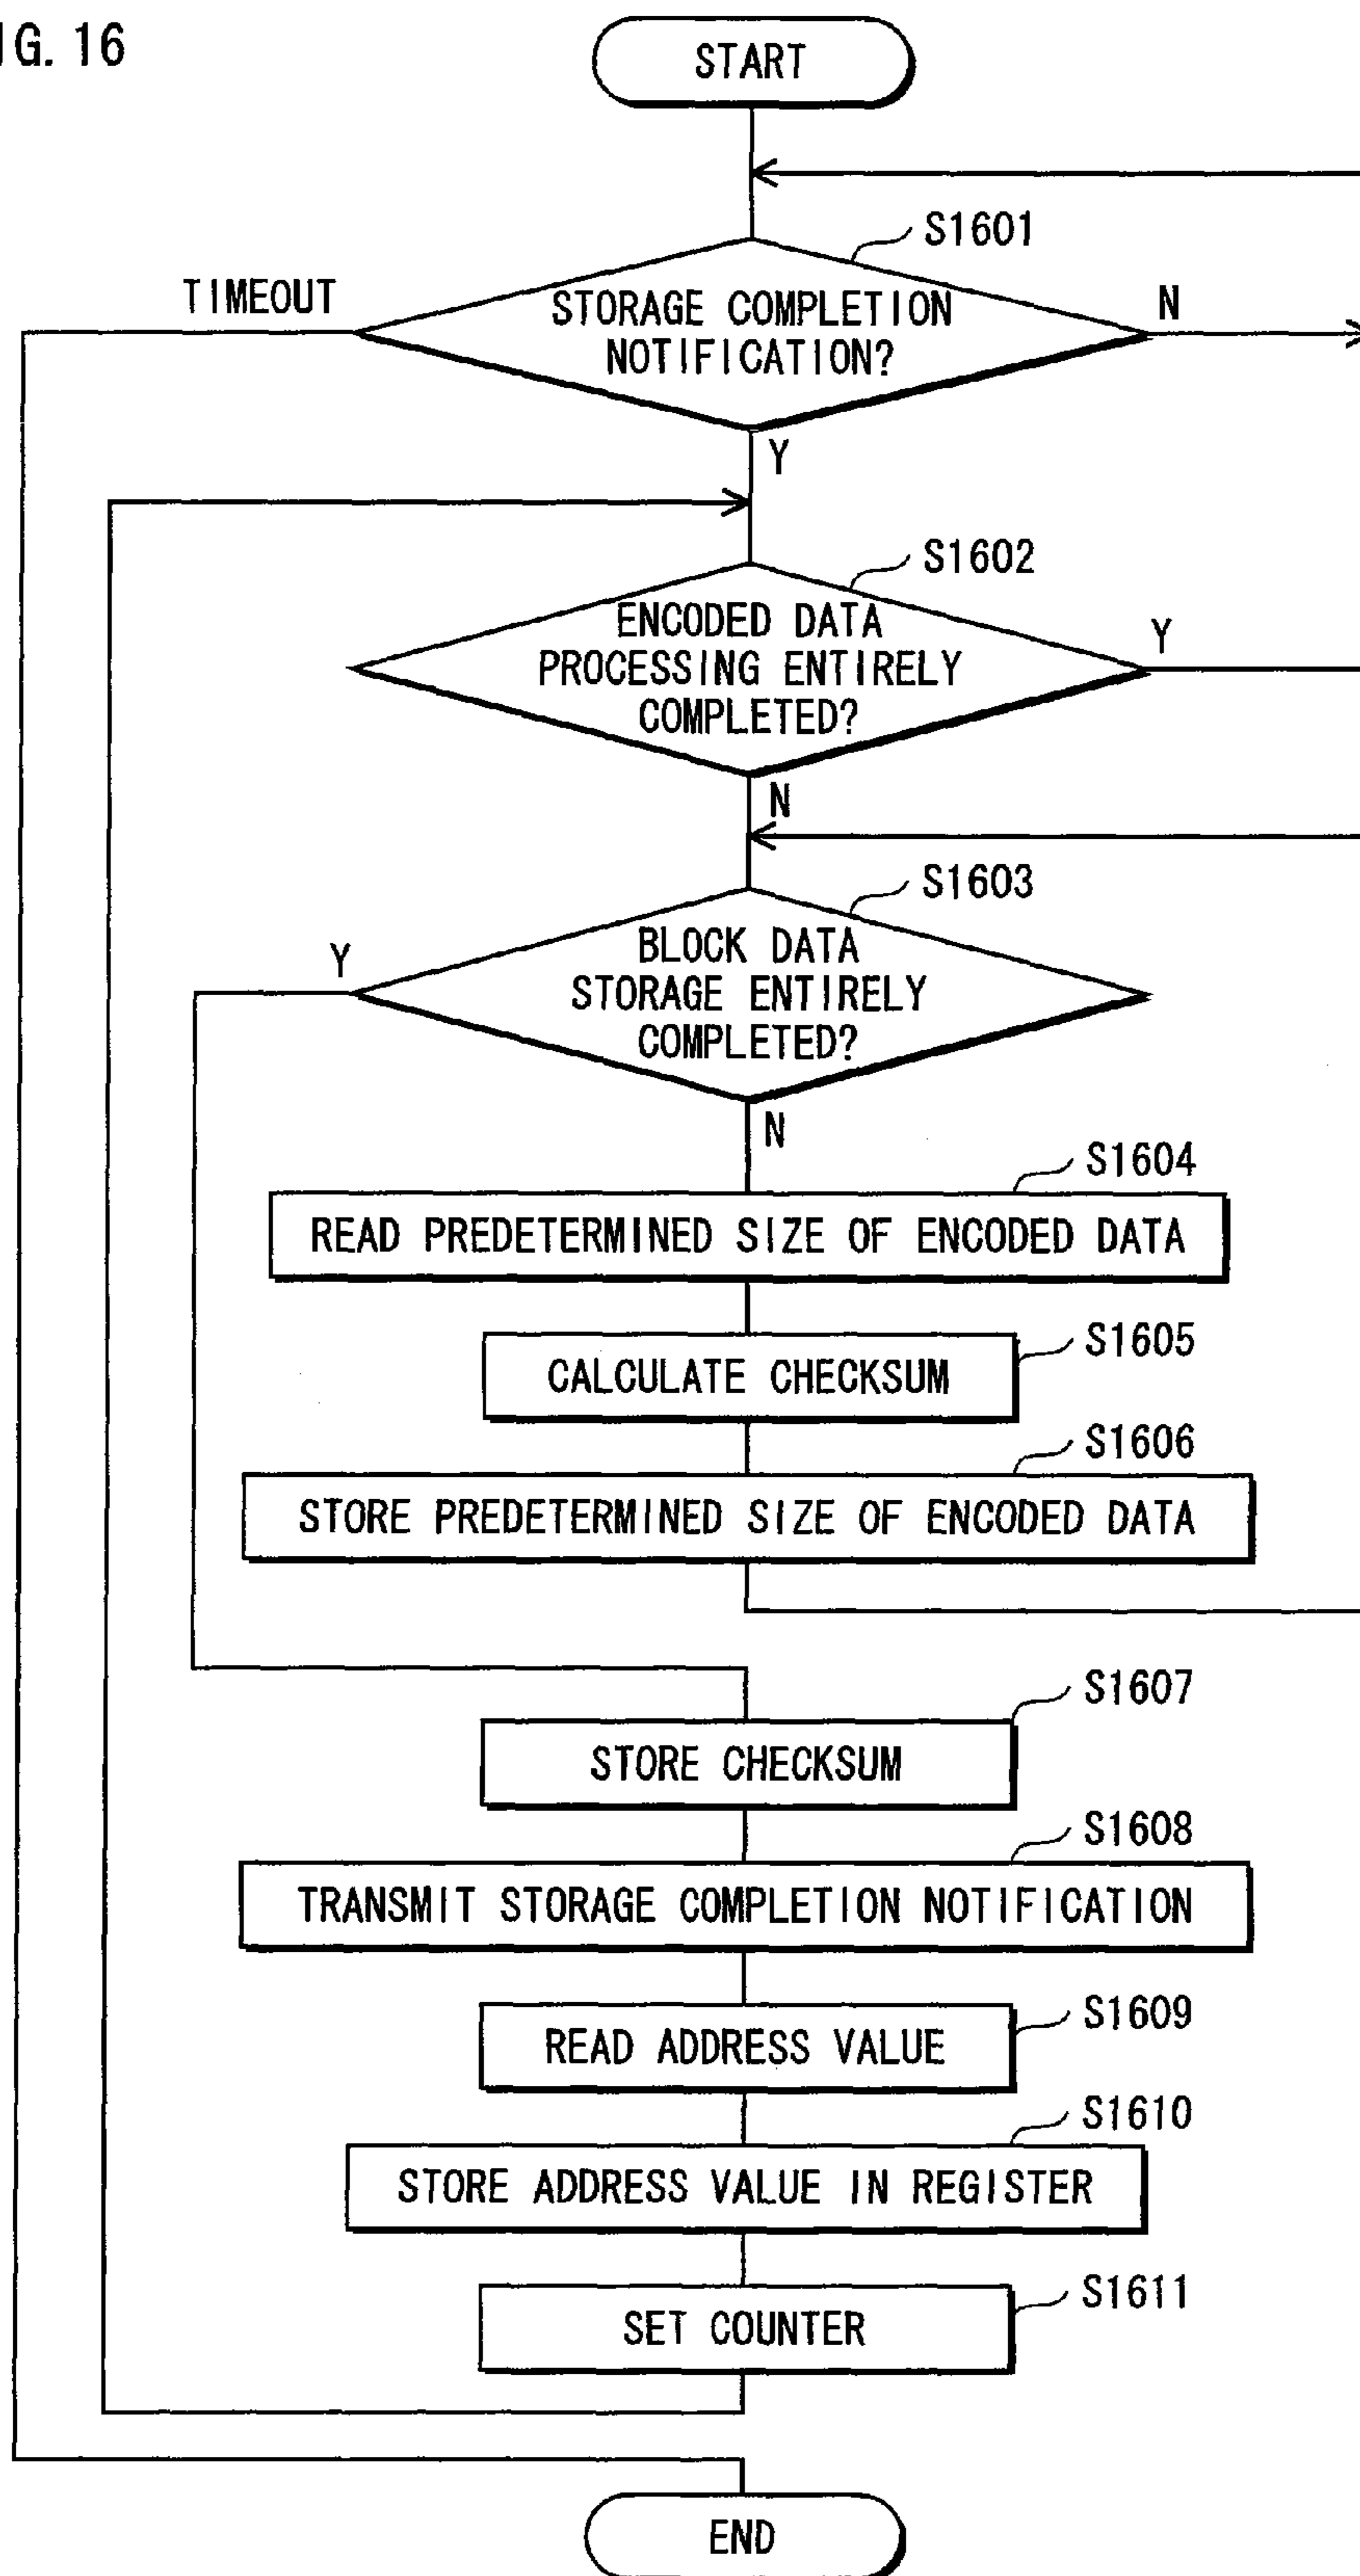 IG. 16
START
S1601
TIMEOUT
STORAGE COMPLETION
NOTIFICATION?
N
Y
S1602
ENCODED DATA
PROCESSING ENTIRELY
COMPLETED?
Y
N
S1603
Y
BLOCK DATA
STORAGE ENTIRELY
COMPLETED?
N
S1604
READ PREDETERMINED SIZE OF ENCODED DATA
S1605
CALCULATE CHECKSUM
S1606
STORE PREDETERMINED SIZE OF ENCODED DATA
S1607
STORE CHECKSUM
S1608
TRANSMIT STORAGE COMPLETION NOTIFICATION
S1609
READ ADDRESS VALUE
S1610
STORE ADDRESS VALUE IN REGISTER
S1611
SET COUNTER
END